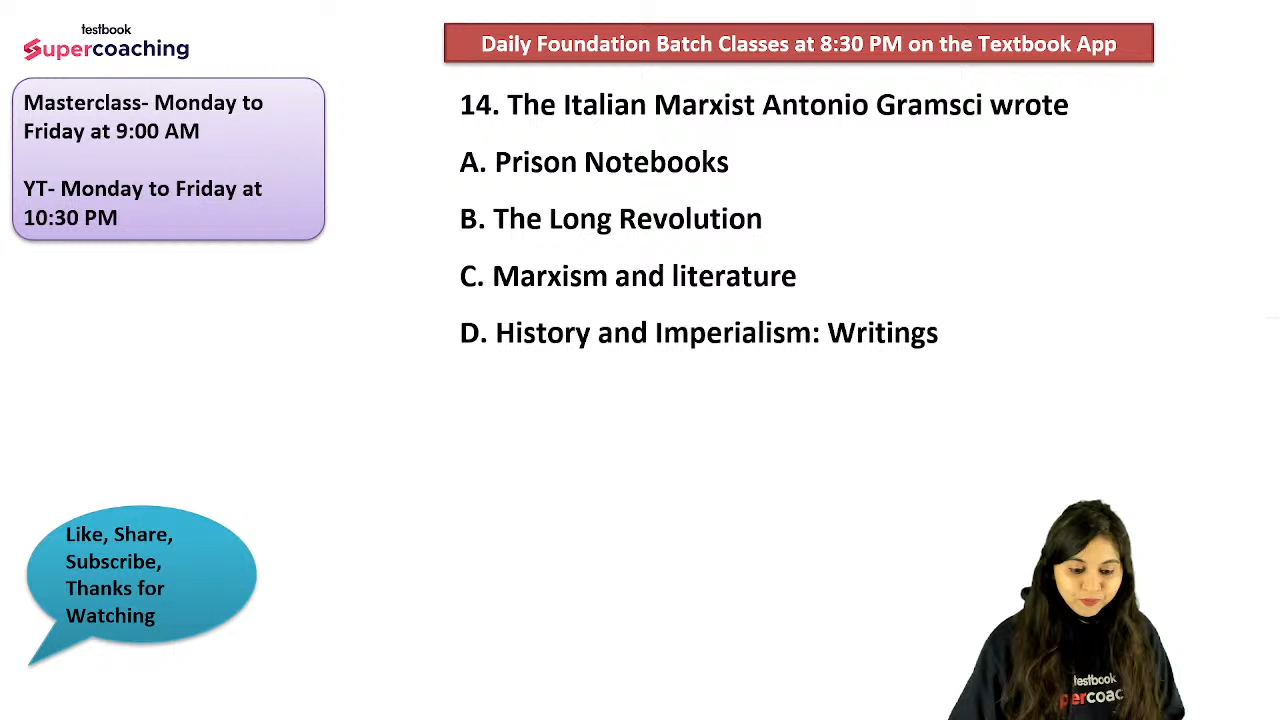 testbook
Supercoaching
Daily Foundation Batch Classes at 8:30 PM on the Textbook App
Masterclass- Monday to
Friday at 9:00 AM
YT- Monday to Friday at
10:30 PM
14. The Italian Marxist Antonio Gramsci wrote
A. Prison Notebooks
B. The Long Revolution
C. Marxism and literature
D. History and Imperialism: Writings
Like, Share,
Subscribe,
Thanks for
Watching
testbook
percoac